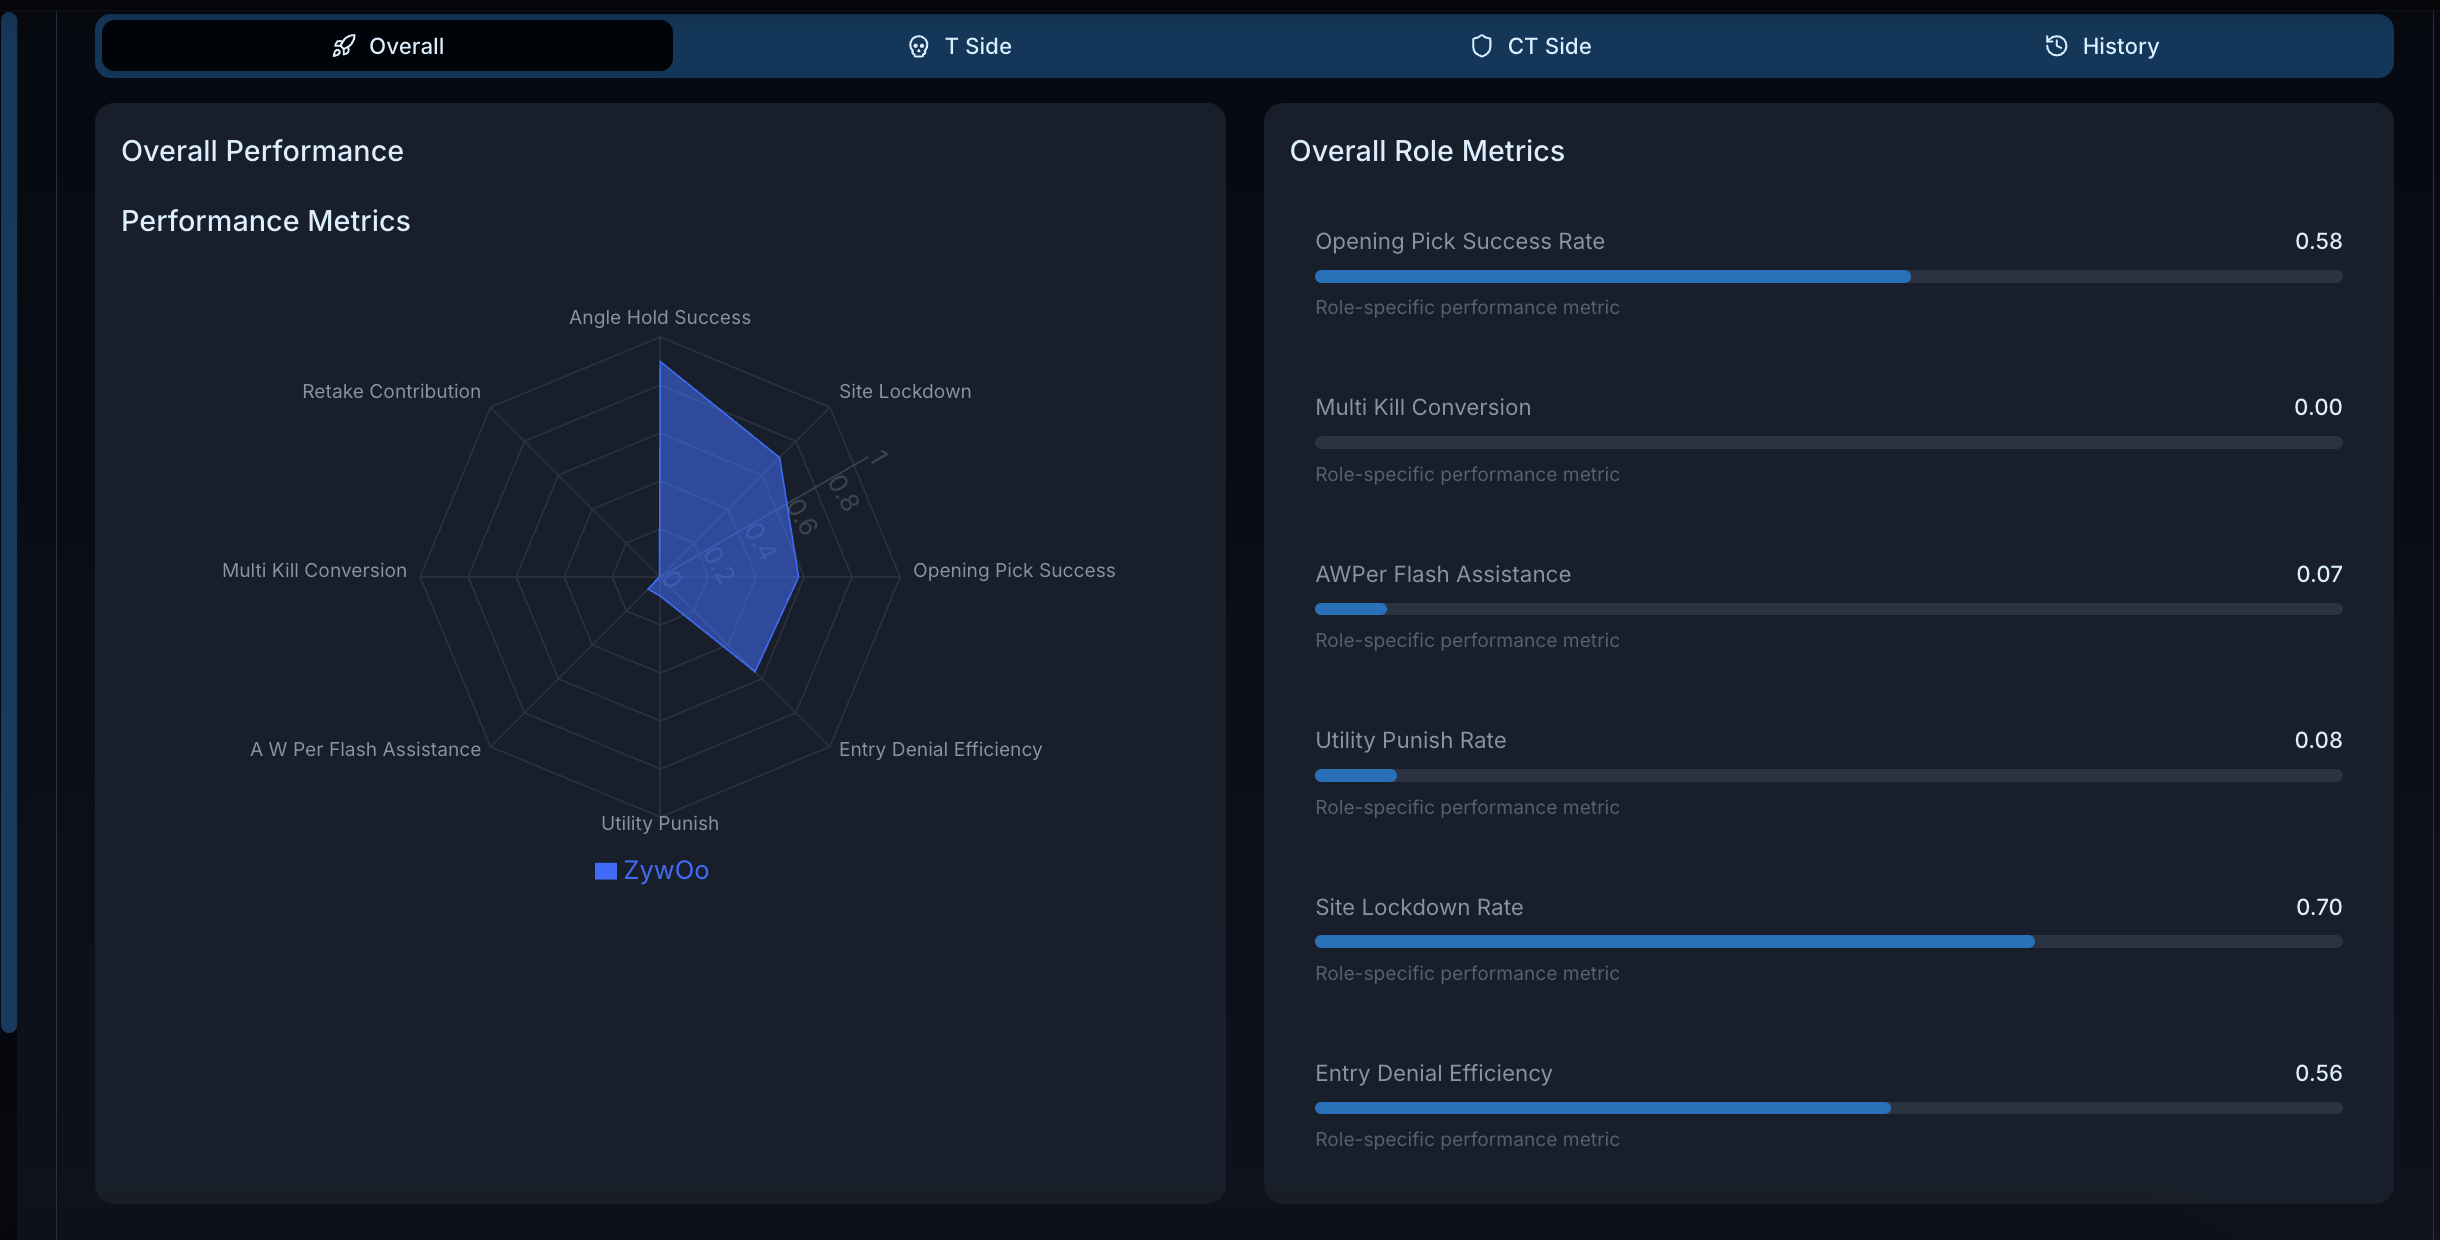 Overall
T Side
CT Side
History
Overall Performance
Performance Metrics
Angle Hold Success
Retake Contribution
Site Lockdown
Multi Kill Conversion
Opening Pick Success
A W Per Flash Assistance
Entry Denial Efficiency
Utility Punish
0
0.2
0.4
0.6
0.8
1
ZywOo
Overall Role Metrics
Opening Pick Success Rate 0.58
Role-specific performance metric
Multi Kill Conversion 0.00
Role-specific performance metric
AWPer Flash Assistance 0.07
Role-specific performance metric
Utility Punish Rate 0.08
Role-specific performance metric
Site Lockdown Rate 0.70
Role-specific performance metric
Entry Denial Efficiency 0.56
Role-specific performance metric